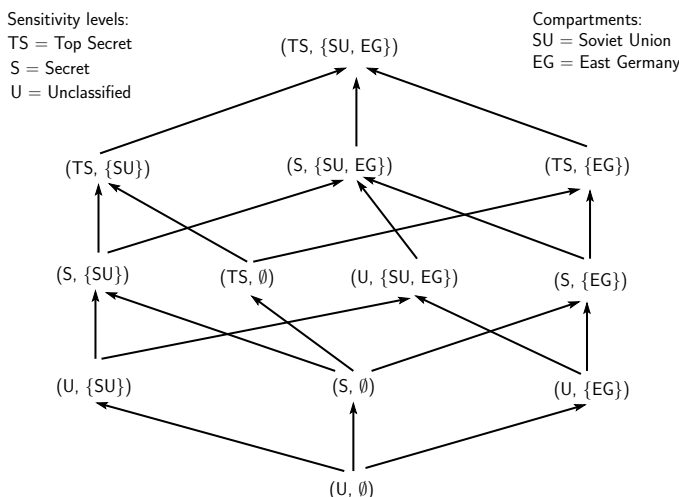 Sensitivity levels:
TS = Top Secret
S = Secret
U = Unclassified
Compartments:
SU = Soviet Union
EG = East Germany
(TS, {SU, EG})
(TS, {SU})
(S, {SU, EG})
(TS, {EG})
(S, {SU})
(TS, ∅)
(U, {SU, EG})
(S, {EG})
(U, {SU})
(S, ∅)
(U, {EG})
(U, ∅)